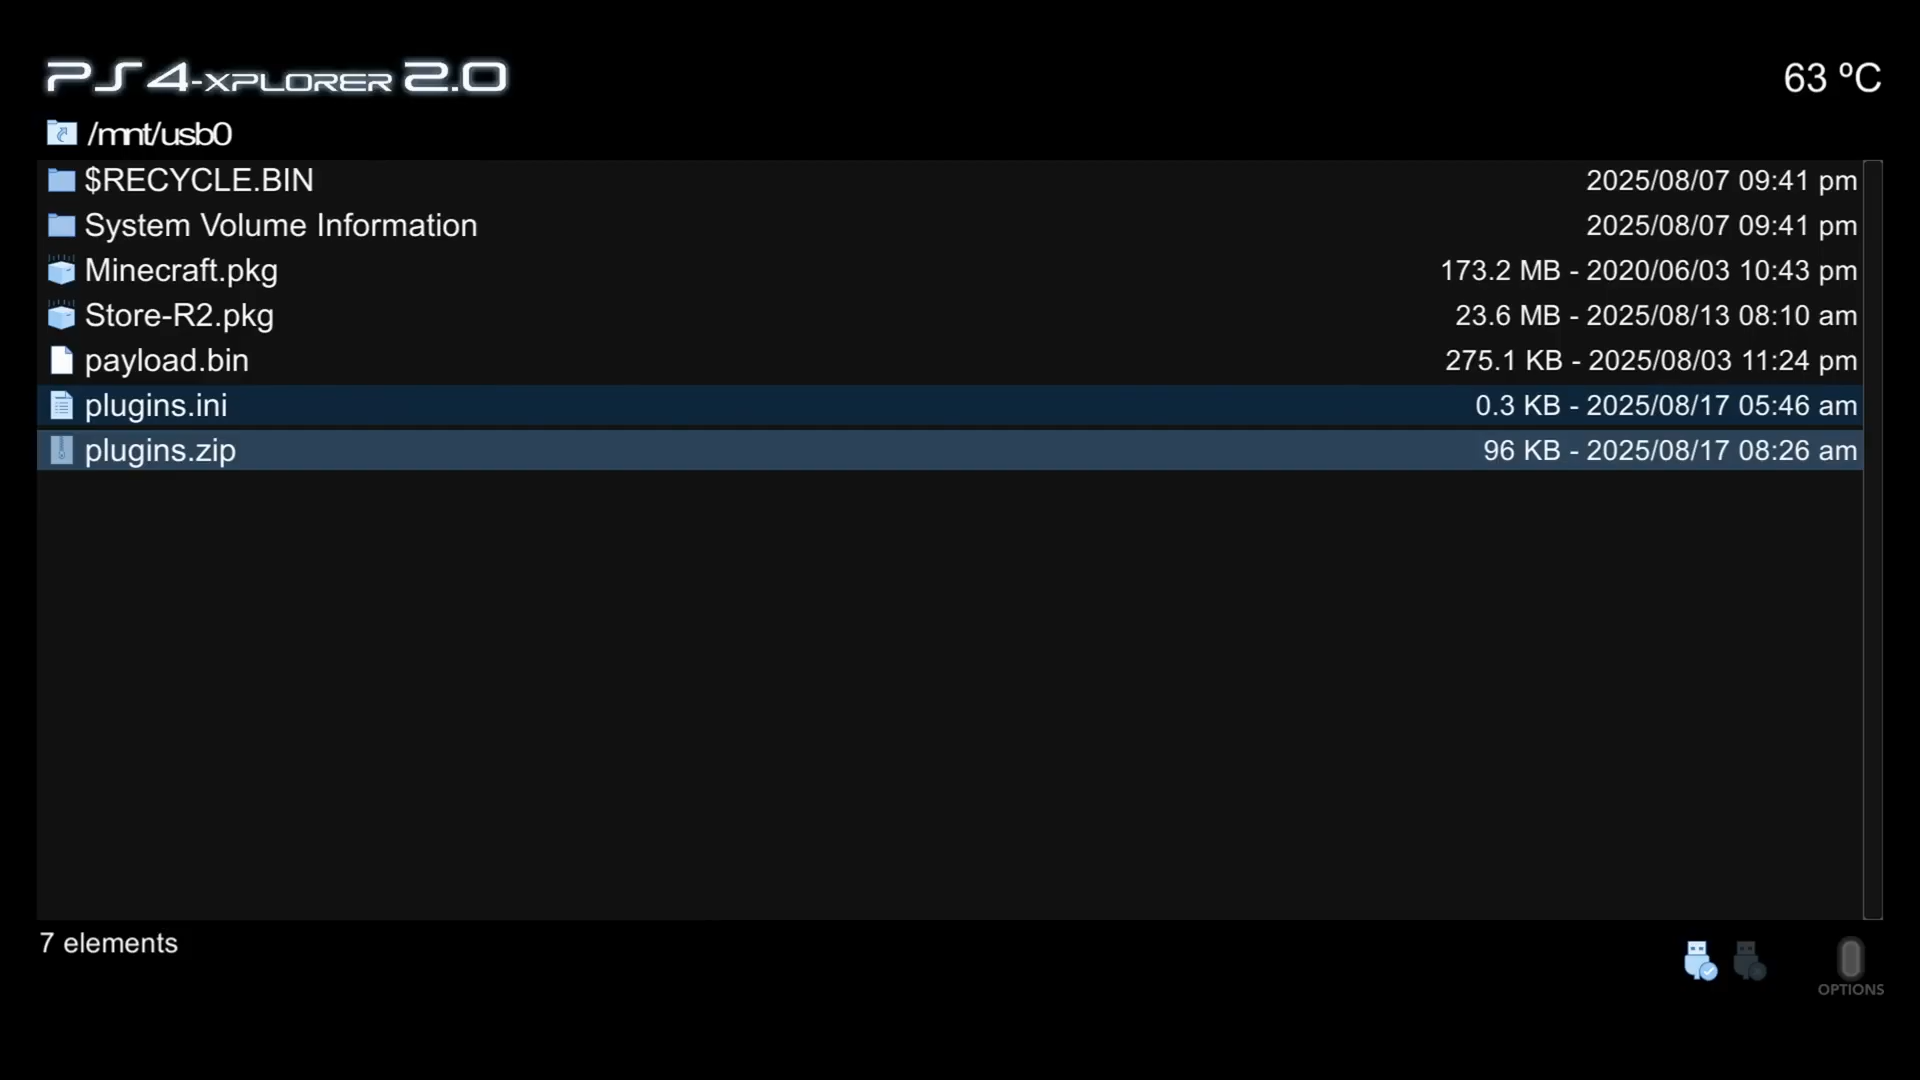 PS4-XPLORER 2.0
63 ºC
/mnt/usb0
$RECYCLE.BIN 2025/08/07 09:41 pm
System Volume Information 2025/08/07 09:41 pm
Minecraft.pkg 173.2 MB - 2020/06/03 10:43 pm
Store-R2.pkg 23.6 MB - 2025/08/13 08:10 am
payload.bin 275.1 KB - 2025/08/03 11:24 pm
plugins.ini 0.3 KB - 2025/08/17 05:46 am
plugins.zip 96 KB - 2025/08/17 08:26 am
7 elements
OPTIONS